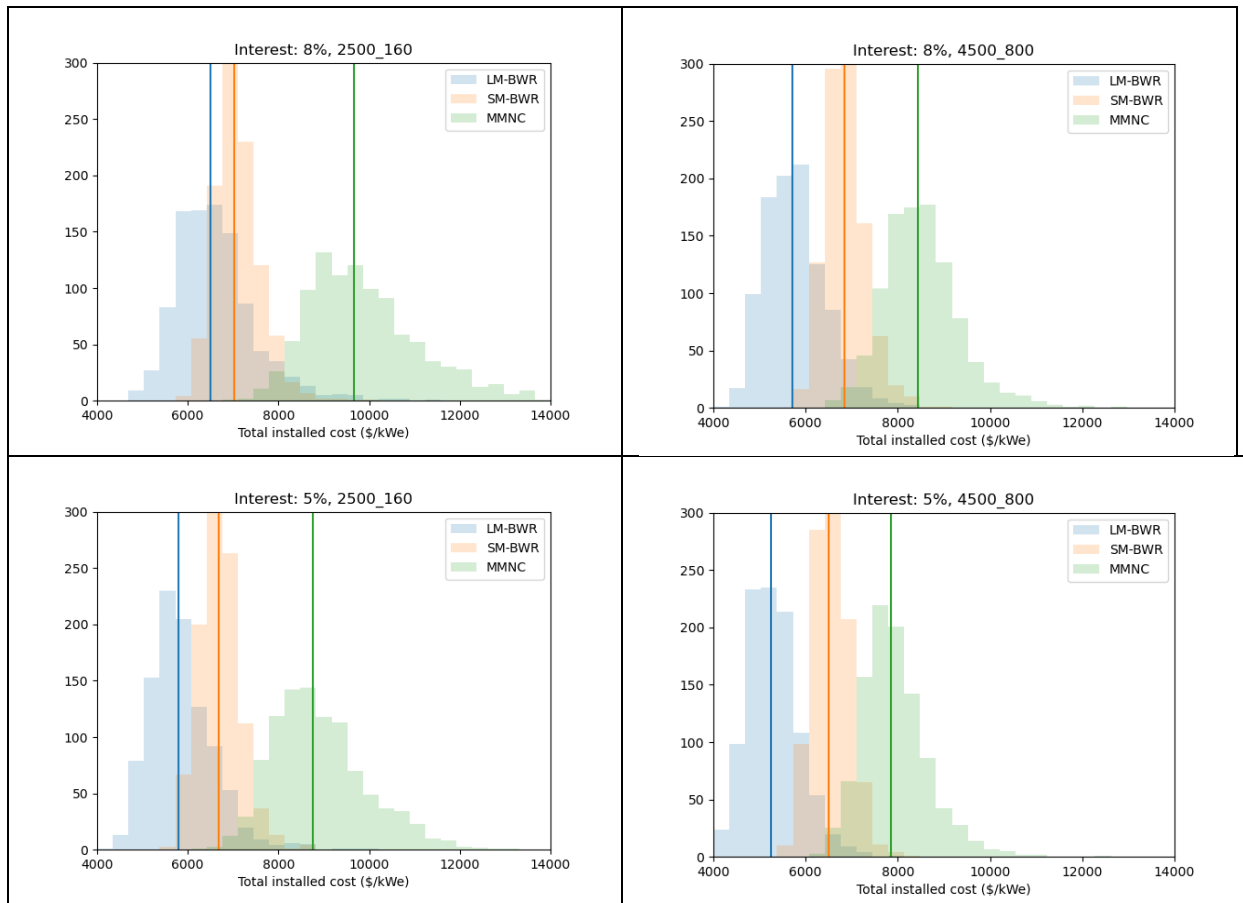 Interest: 8%, 2500_160
300
250
200
150
100
50
0
LM-BWR
SM-BWR
MMNC
4000 6000 8000 10000 12000 14000
Total installed cost ($/kWe)
Interest: 8%, 4500_800
300
250
200
150
100
50
0
LM-BWR
SM-BWR
MMNC
4000 6000 8000 10000 12000 14000
Total installed cost ($/kWe)
Interest: 5%, 2500_160
300
250
200
150
100
50
0
LM-BWR
SM-BWR
MMNC
4000 6000 8000 10000 12000 14000
Total installed cost ($/kWe)
Interest: 5%, 4500_800
300
250
200
150
100
50
0
LM-BWR
SM-BWR
MMNC
4000 6000 8000 10000 12000 14000
Total installed cost ($/kWe)